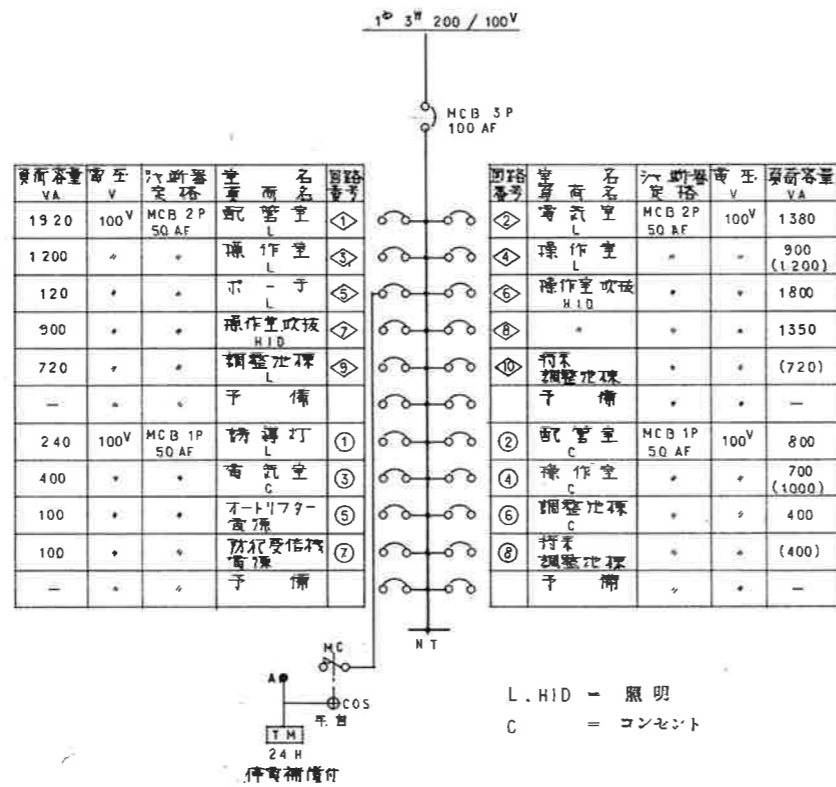 1φ 3W 200 / 100V
MCB 3P
100 AF
負荷容量 VA 電圧 V 遮断器 定格 室名 負荷名 回路番号
1920 100V MCB 2P 50 AF 配管室 L 1
1200 〃 〃 操作室 L 3
120 〃 〃 ポーチ L 5
900 〃 〃 操作室吹抜 HID 7
720 〃 〃 調整池棟 L 9
— 〃 〃 予備
240 100V MCB 1P 50 AF 誘導灯 L 1
400 〃 〃 電気室 C 3
100 〃 〃 オートリフター電源 5
100 〃 〃 防犯受信機電源 7
— 〃 〃 予備
回路番号 室名 負荷名 遮断器 定格 電圧 V 負荷容量 VA
2 電気室 L MCB 2P 50 AF 100V 1380
4 操作室 L 〃 〃 900 (1200)
6 操作室吹抜 HID 〃 〃 1800
8 〃 〃 〃 1350
10 将来 調整池棟 〃 〃 (720)
予備 〃 〃 —
2 配管室 C MCB 1P 50 AF 100V 800
4 操作室 C 〃 〃 700 (1000)
6 調整池棟 C 〃 〃 400
8 将来 調整池棟 〃 〃 (400)
予備 〃 〃 —
NT
MC
A
COS
手 自
TM
24H
停電補償付
L.HID = 照明
C = コンセント